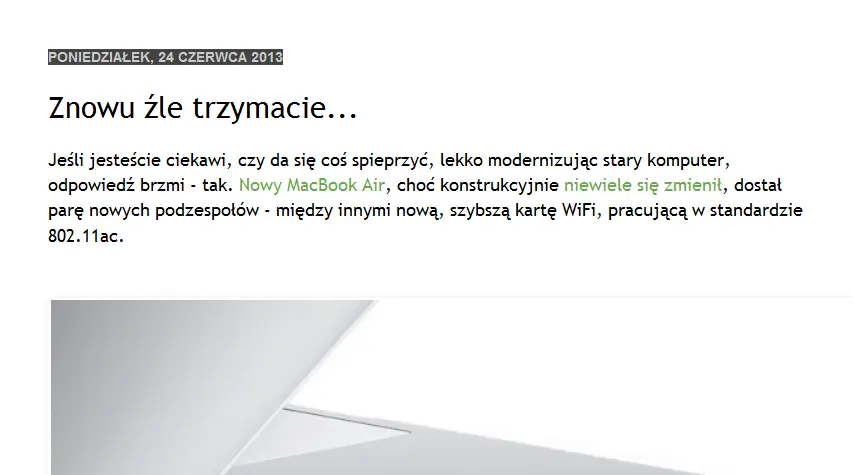 PONIEDZIAŁEK, 24 CZERWCA 2013
Znowu źle trzymacie...
Jeśli jesteście ciekawi, czy da się coś spieprzyć, lekko modernizując stary komputer,
odpowiedź brzmi - tak. Nowy MacBook Air, choć konstrukcyjnie niewiele się zmienił, dostał
parę nowych podzespołów - między innymi nową, szybszą kartę WiFi, pracującą w standardzie
802.11ac.